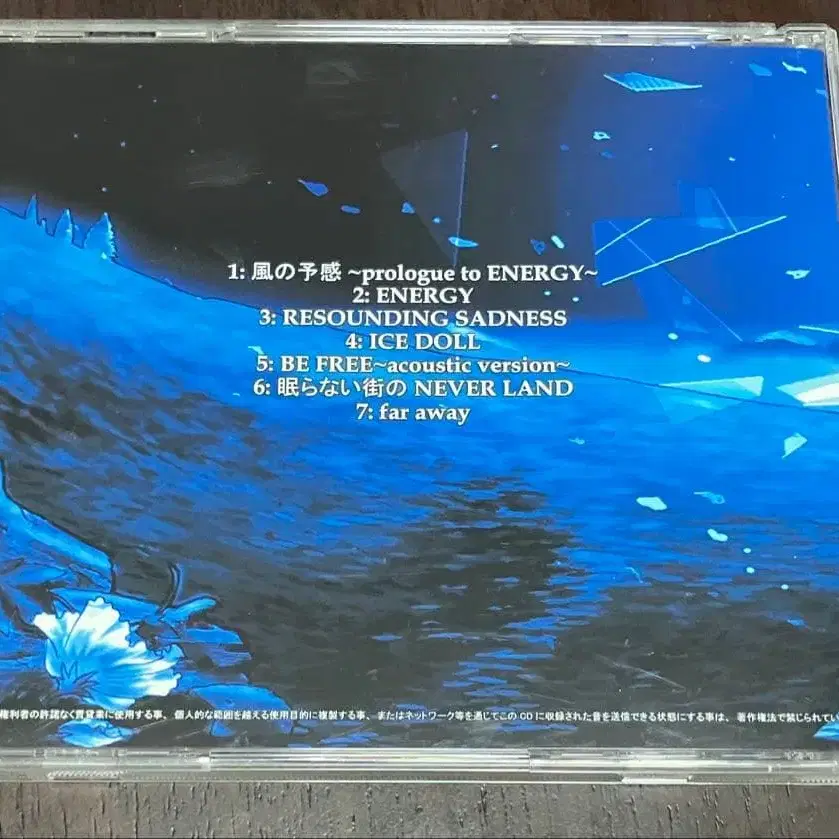 1: 風の予感 ~prologue to ENERGY~
2: ENERGY
3: RESOUNDING SADNESS
4: ICE DOLL
5: BE FREE~acoustic version~
6: 眠らない街の NEVER LAND
7: far away
権利者の許諾なく賃貸業に使用する事、個人的な範囲を越える使用目的に複製する事、またはネットワーク等を通じてこの CD に収録された音を送信できる状態にする事は、著作権法で禁じられてい